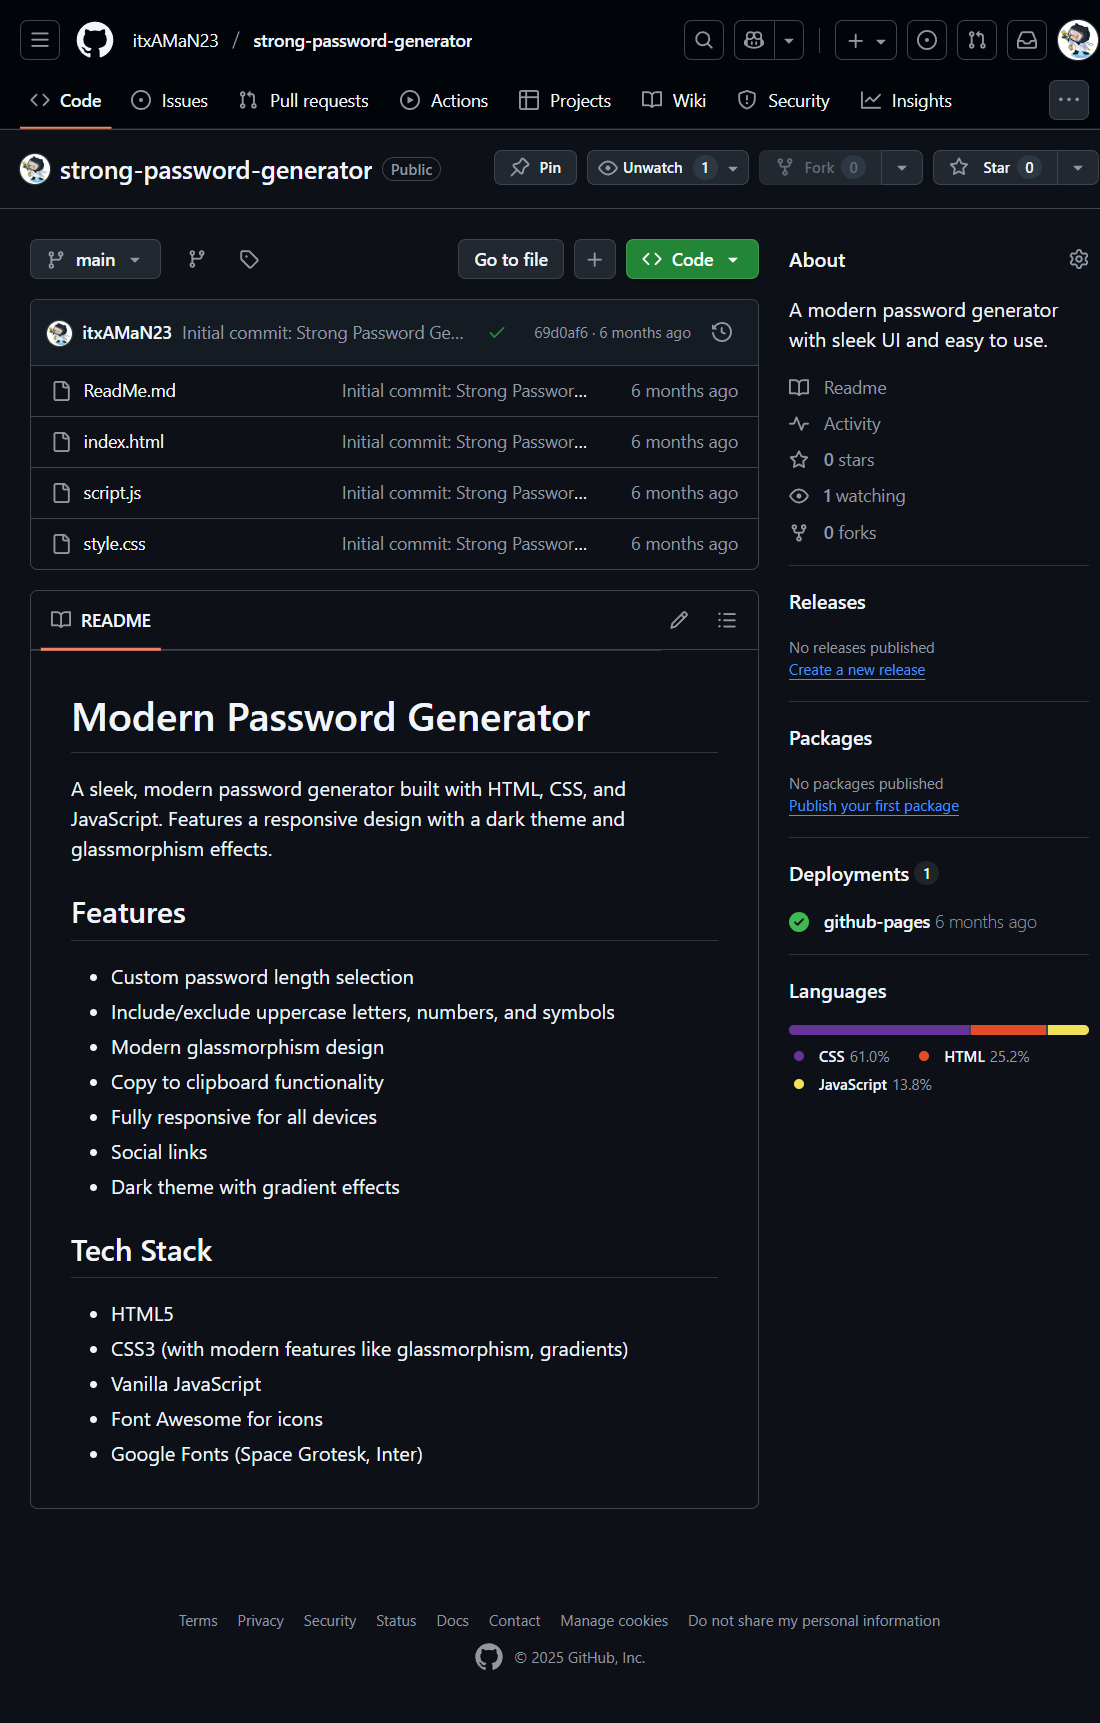 itxAMaN23 / strong-password-generator
Code Issues Pull requests Actions Projects Wiki Security Insights
strong-password-generator Public Pin Unwatch 1 Fork 0 Star 0
main Go to file Code
itxAMaN23 Initial commit: Strong Password Ge... 69d0af6 · 6 months ago
ReadMe.md Initial commit: Strong Passwor... 6 months ago
index.html Initial commit: Strong Passwor... 6 months ago
script.js Initial commit: Strong Passwor... 6 months ago
style.css Initial commit: Strong Passwor... 6 months ago
README
Modern Password Generator
A sleek, modern password generator built with HTML, CSS, and
JavaScript. Features a responsive design with a dark theme and
glassmorphism effects.
Features
• Custom password length selection
• Include/exclude uppercase letters, numbers, and symbols
• Modern glassmorphism design
• Copy to clipboard functionality
• Fully responsive for all devices
• Social links
• Dark theme with gradient effects
Tech Stack
• HTML5
• CSS3 (with modern features like glassmorphism, gradients)
• Vanilla JavaScript
• Font Awesome for icons
• Google Fonts (Space Grotesk, Inter)
About
A modern password generator
with sleek UI and easy to use.
Readme
Activity
0 stars
1 watching
0 forks
Releases
No releases published
Create a new release
Packages
No packages published
Publish your first package
Deployments 1
github-pages 6 months ago
Languages
CSS 61.0% HTML 25.2%
JavaScript 13.8%
Terms Privacy Security Status Docs Contact Manage cookies Do not share my personal information
© 2025 GitHub, Inc.